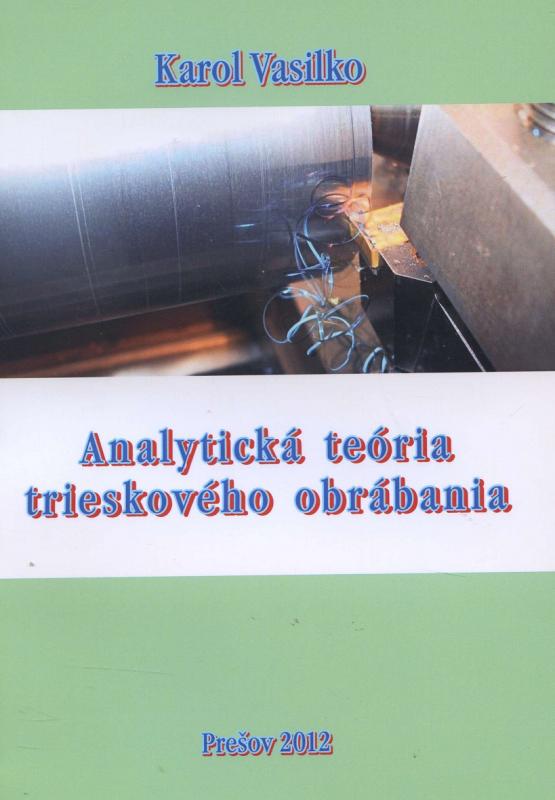 Karol Vasilko
Analytická teória
trieskového obrábania
Prešov 2012